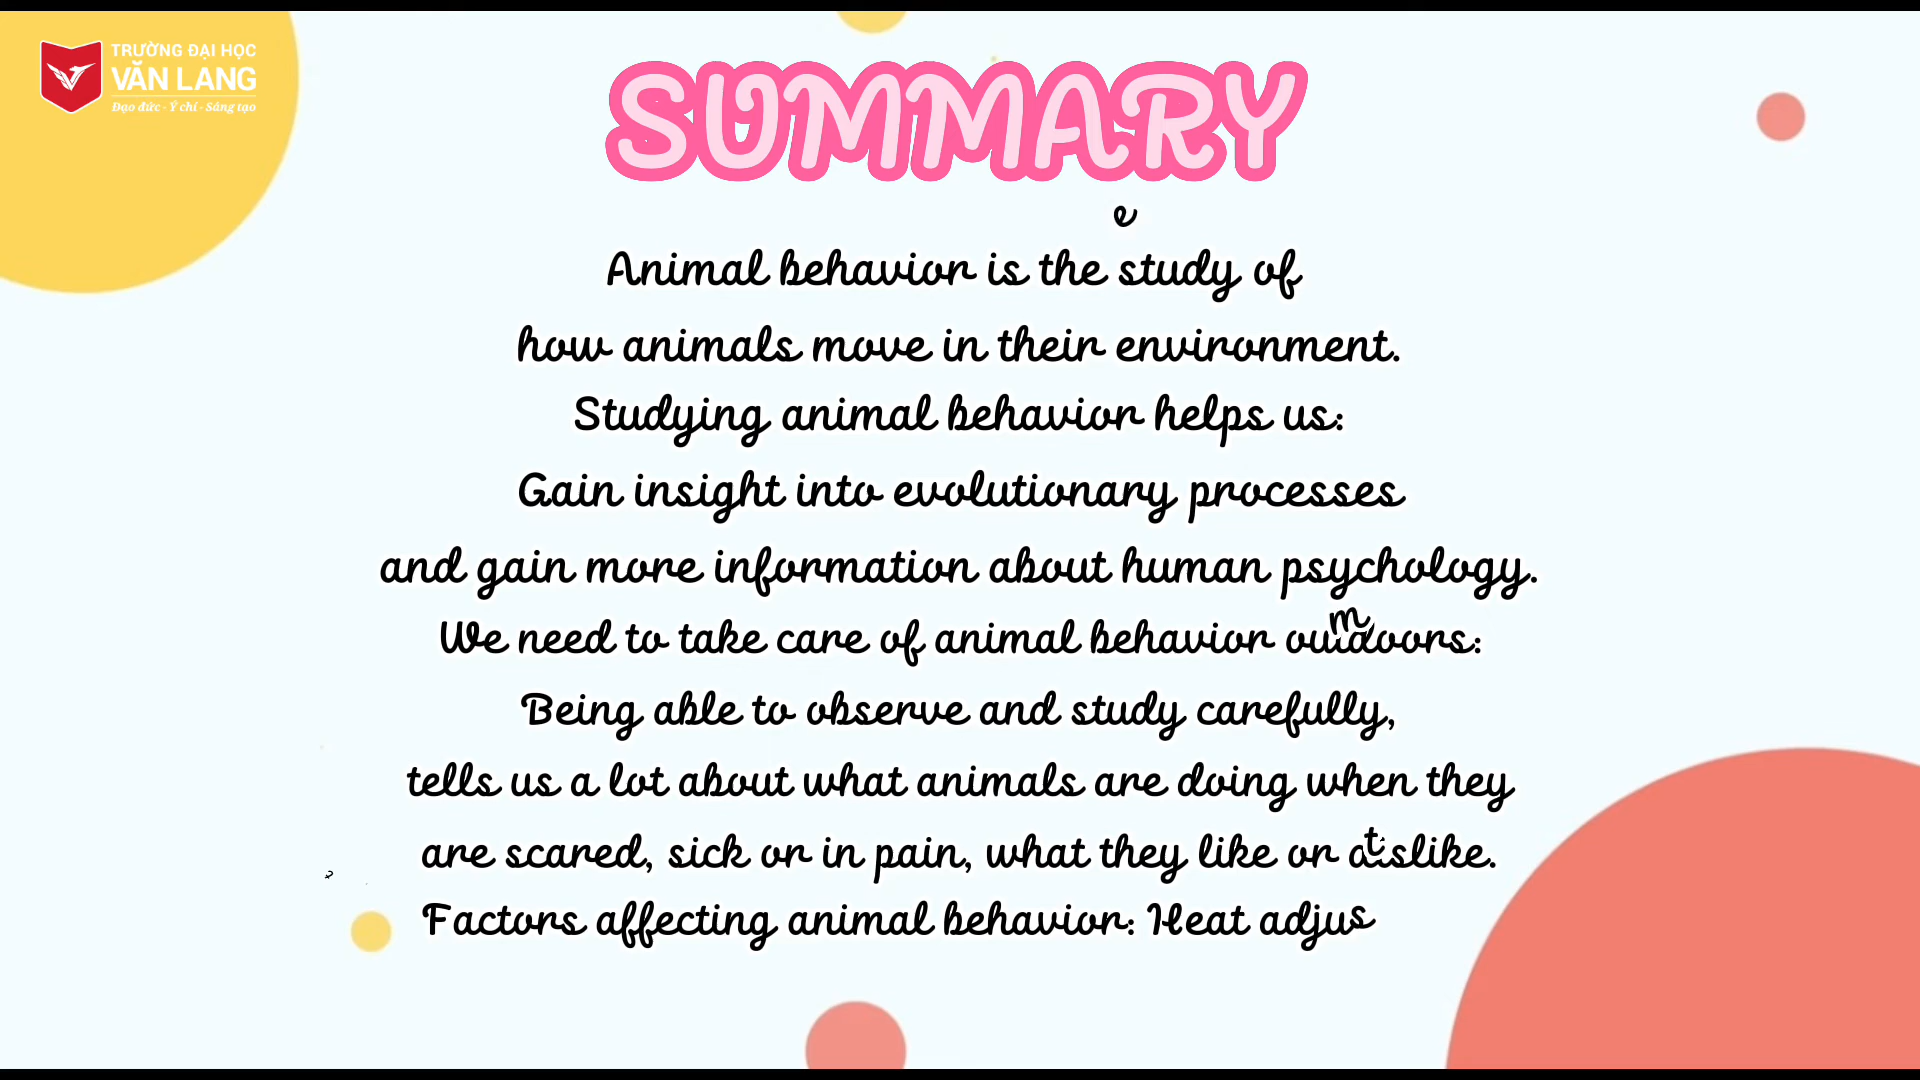 TRƯỜNG ĐẠI HỌC
VĂN LANG
Đạo đức - Ý chí - Sáng tạo
SUMMARY
e
Animal behavior is the study of
how animals move in their environment.
Studying animal behavior helps us:
Gain insight into evolutionary processes
and gain more information about human psychology.
m
We need to take care of animal behavior outdoors:
Being able to observe and study carefully,
tells us a lot about what animals are doing when they
t
are scared, sick or in pain, what they like or dislike.
Factors affecting animal behavior: Heat adjus